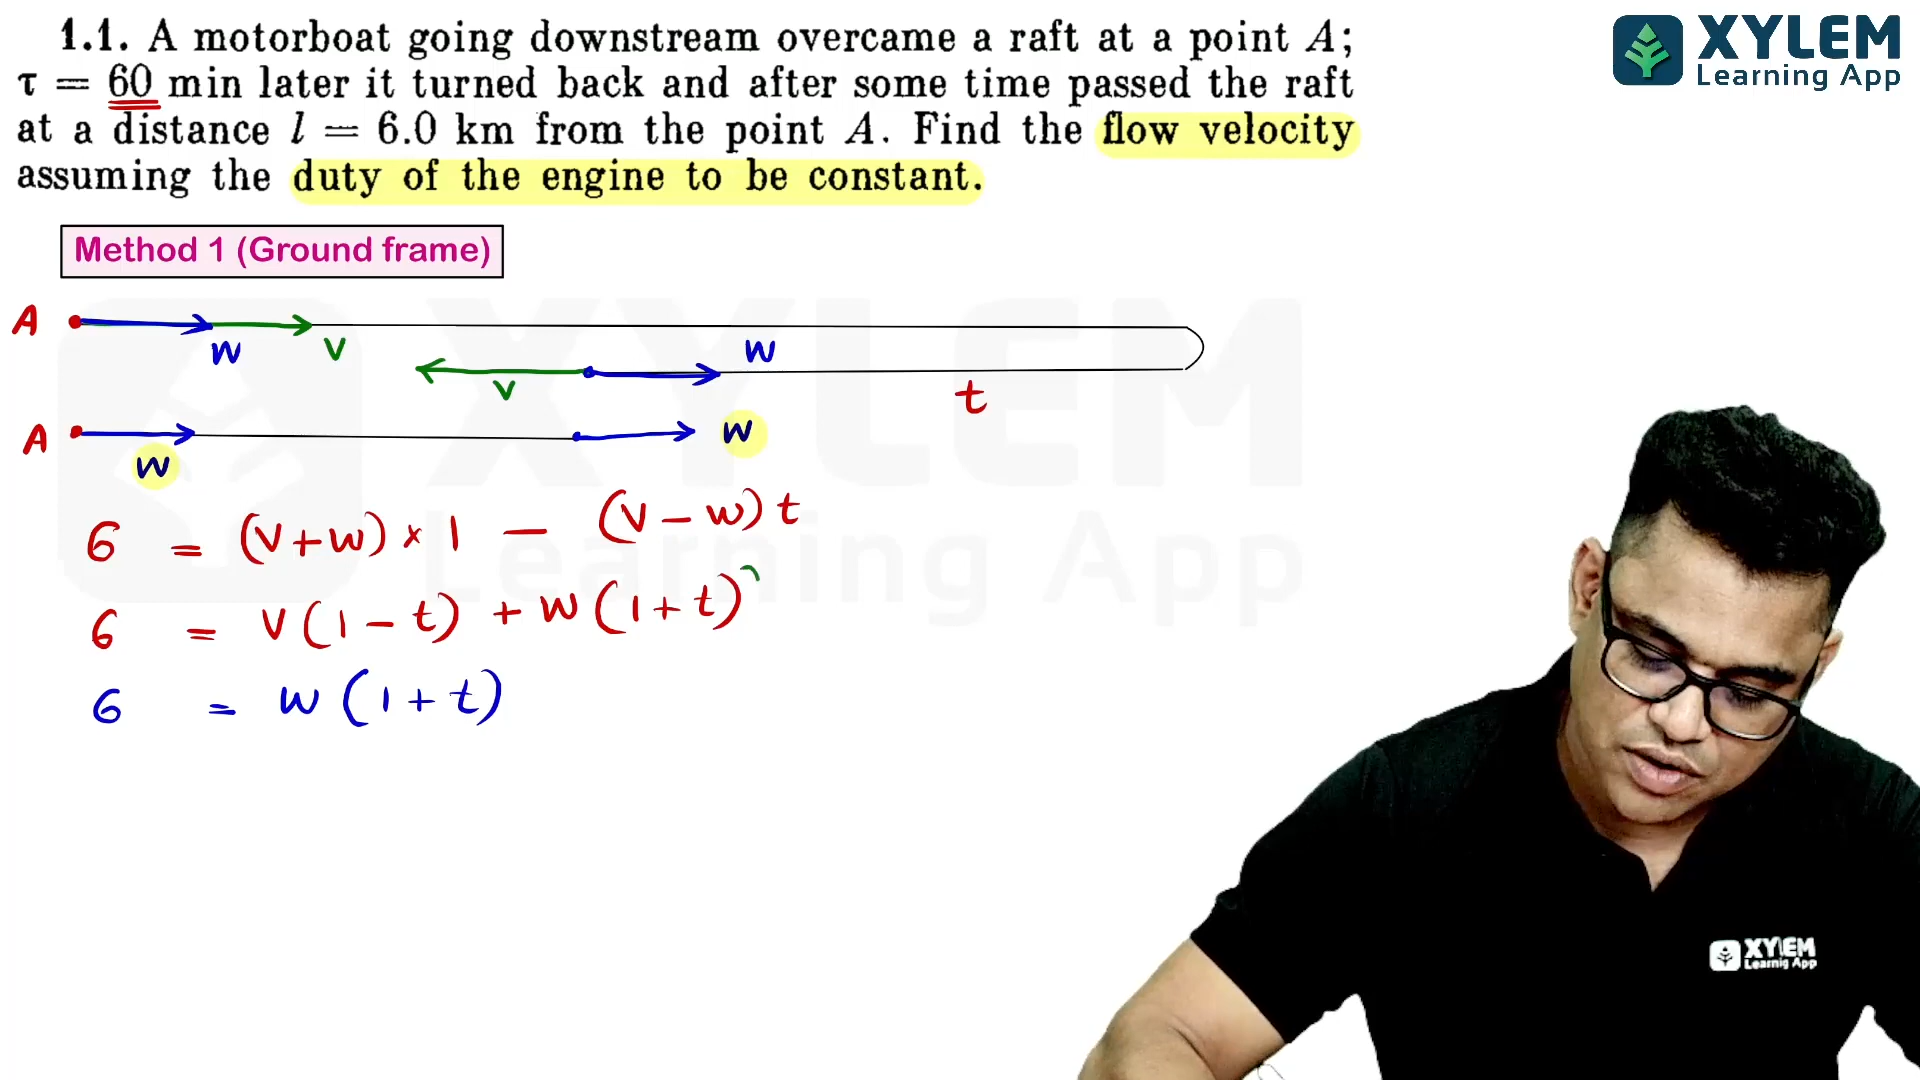 1.1. A motorboat going downstream overcame a raft at a point A;
τ = 60 min later it turned back and after some time passed the raft
at a distance l = 6.0 km from the point A. Find the flow velocity
assuming the duty of the engine to be constant.
XYLEM
Learning App
Method 1 (Ground frame)
A
w
v
w
v
t
A
w
w
6 = (v+w) × 1 − (v − w) t
6 = v(1 − t) + w(1 + t)
6 = w(1 + t)
XYLEM
Learning App
XYLEM
Learnig App